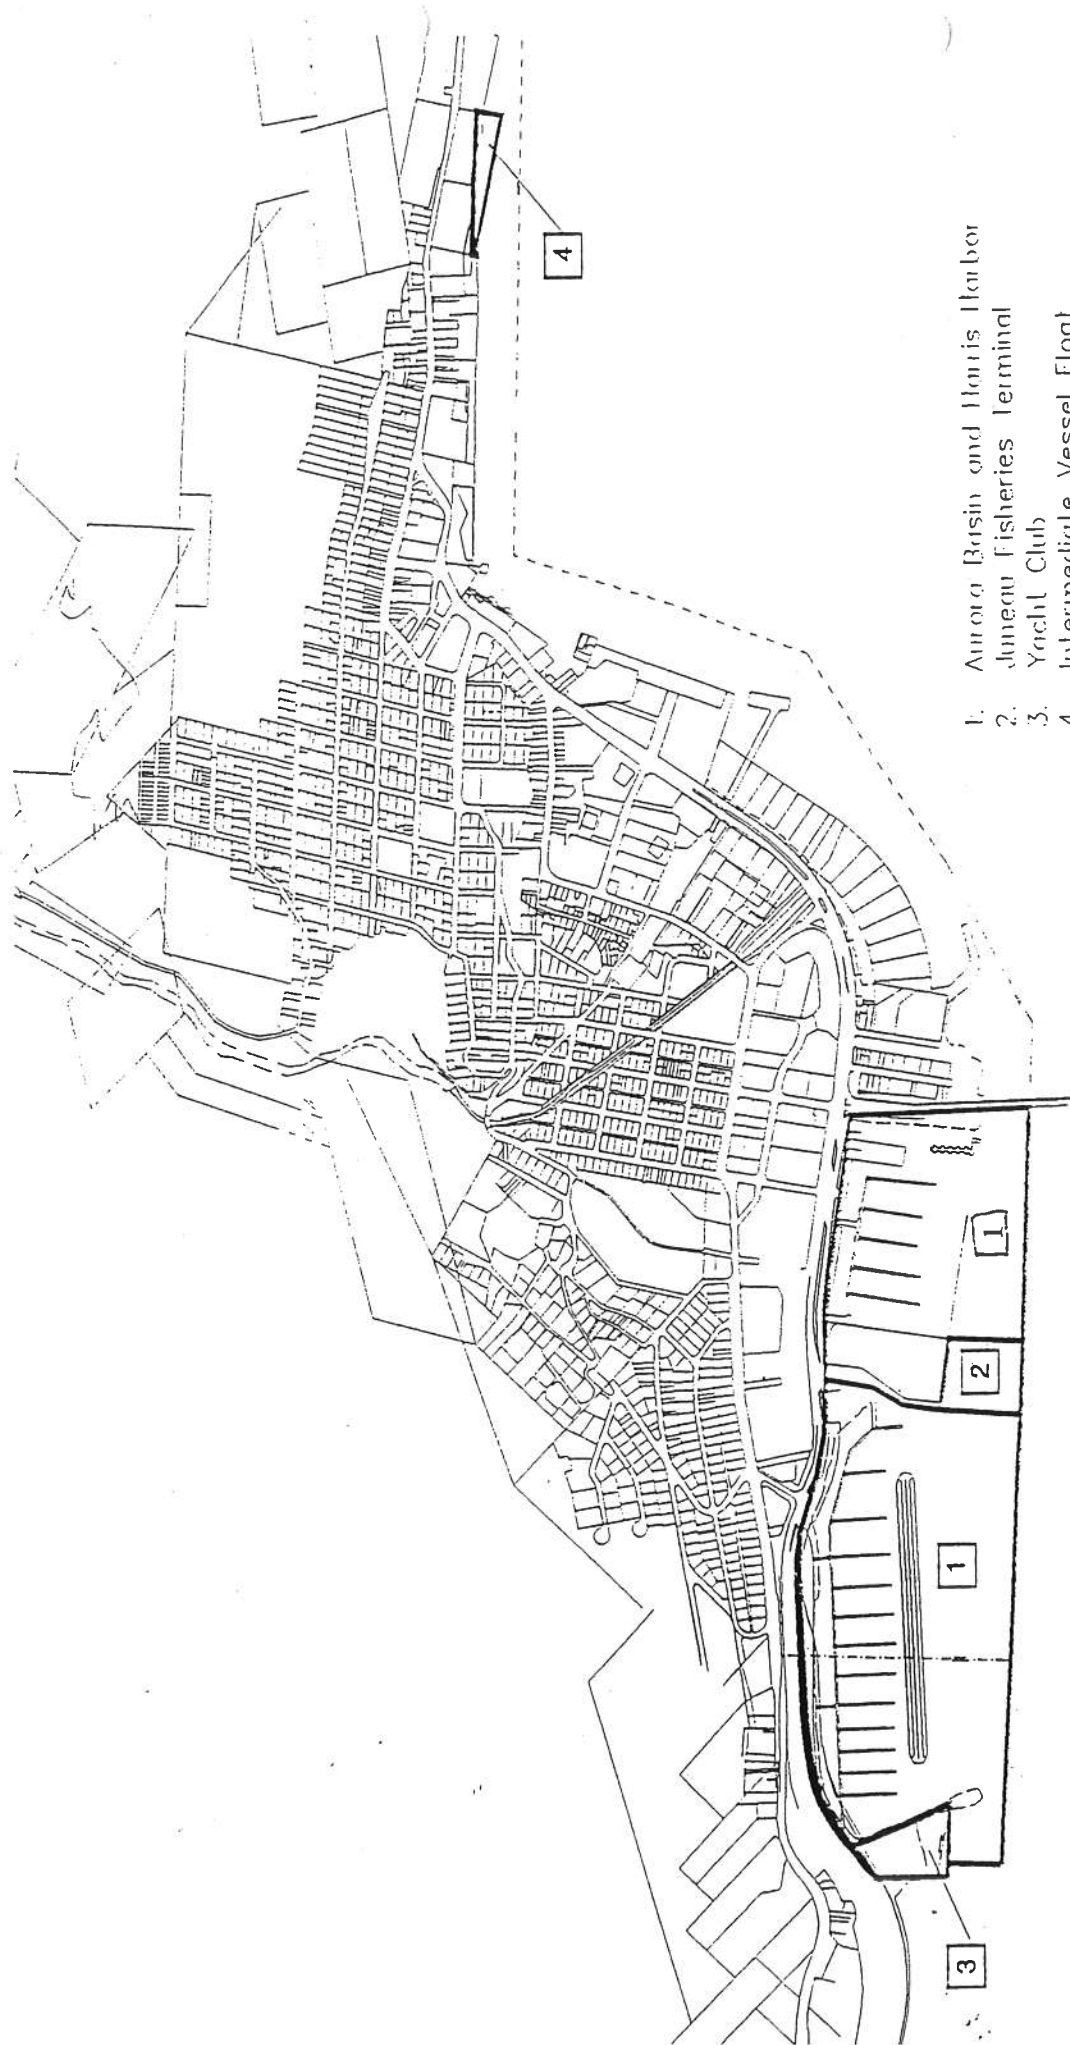 1. Aurora Basin and Harris Harbor
2. Juneau Fisheries Terminal
3. Yacht Club
4. Intermediate Vessel Float
4
1
2
1
3